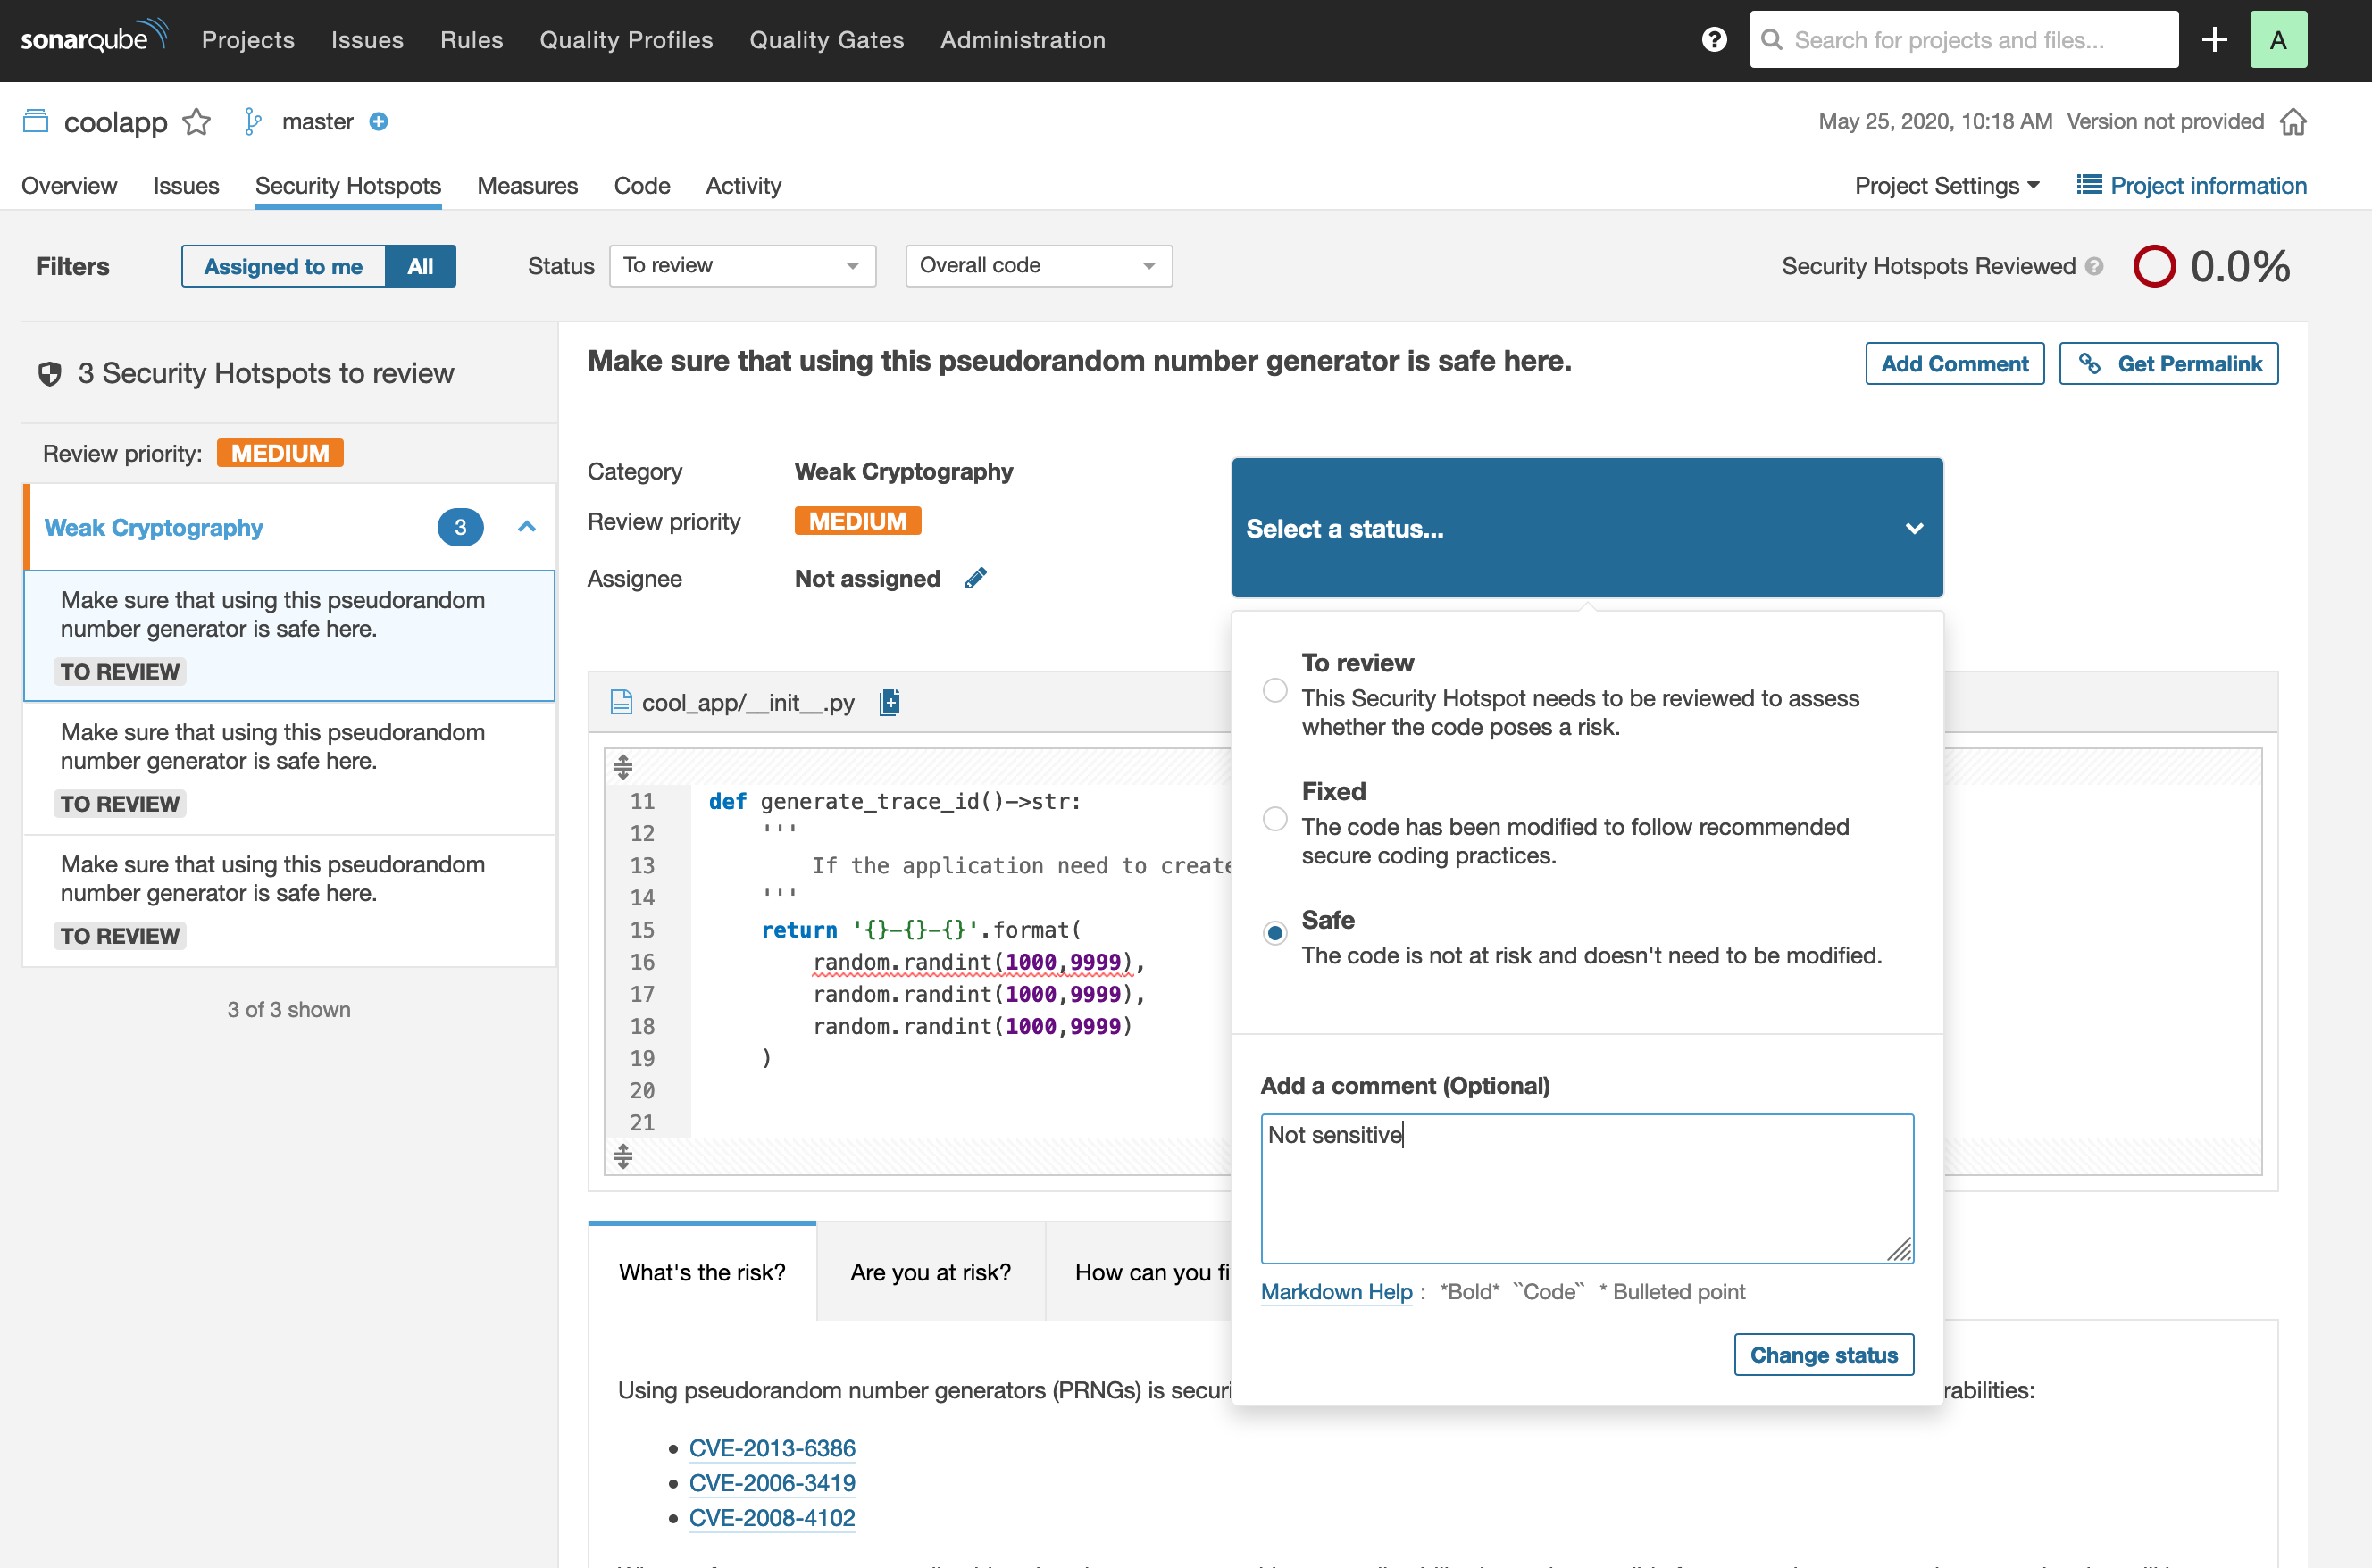 sonarqube Projects Issues Rules Quality Profiles Quality Gates Administration ? Search for projects and files... + A
coolapp master May 25, 2020, 10:18 AM Version not provided
Overview Issues Security Hotspots Measures Code Activity Project Settings Project information
Filters Assigned to me All Status To review Overall code Security Hotspots Reviewed ? 0.0%
3 Security Hotspots to review
Review priority: MEDIUM
Weak Cryptography 3
Make sure that using this pseudorandom
number generator is safe here.
TO REVIEW
Make sure that using this pseudorandom
number generator is safe here.
TO REVIEW
Make sure that using this pseudorandom
number generator is safe here.
TO REVIEW
3 of 3 shown
Make sure that using this pseudorandom number generator is safe here. Add Comment Get Permalink
Category Weak Cryptography
Review priority MEDIUM
Assignee Not assigned
Select a status...
To review
This Security Hotspot needs to be reviewed to assess
whether the code poses a risk.
Fixed
The code has been modified to follow recommended
secure coding practices.
Safe
The code is not at risk and doesn't need to be modified.
Add a comment (Optional)
Not sensitive
Markdown Help : *Bold* ``Code`` * Bulleted point
Change status
cool_app/__init__.py
11 def generate_trace_id()->str:
12 '''
13 If the application need to create
14 '''
15 return '{}-{}-{}'.format(
16 random.randint(1000,9999),
17 random.randint(1000,9999),
18 random.randint(1000,9999)
19 )
20
21
What's the risk? Are you at risk? How can you fi
Using pseudorandom number generators (PRNGs) is securi rabilities:
• CVE-2013-6386
• CVE-2006-3419
• CVE-2008-4102